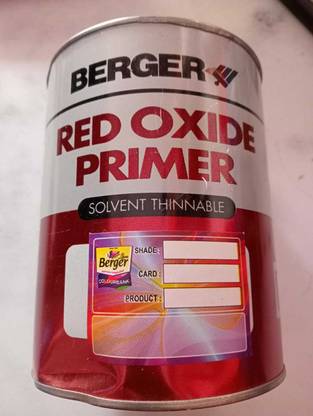 BERGER
RED OXIDE
PRIMER
SOLVENT THINNABLE
Berger
SHADE:
CARD:
PRODUCT: